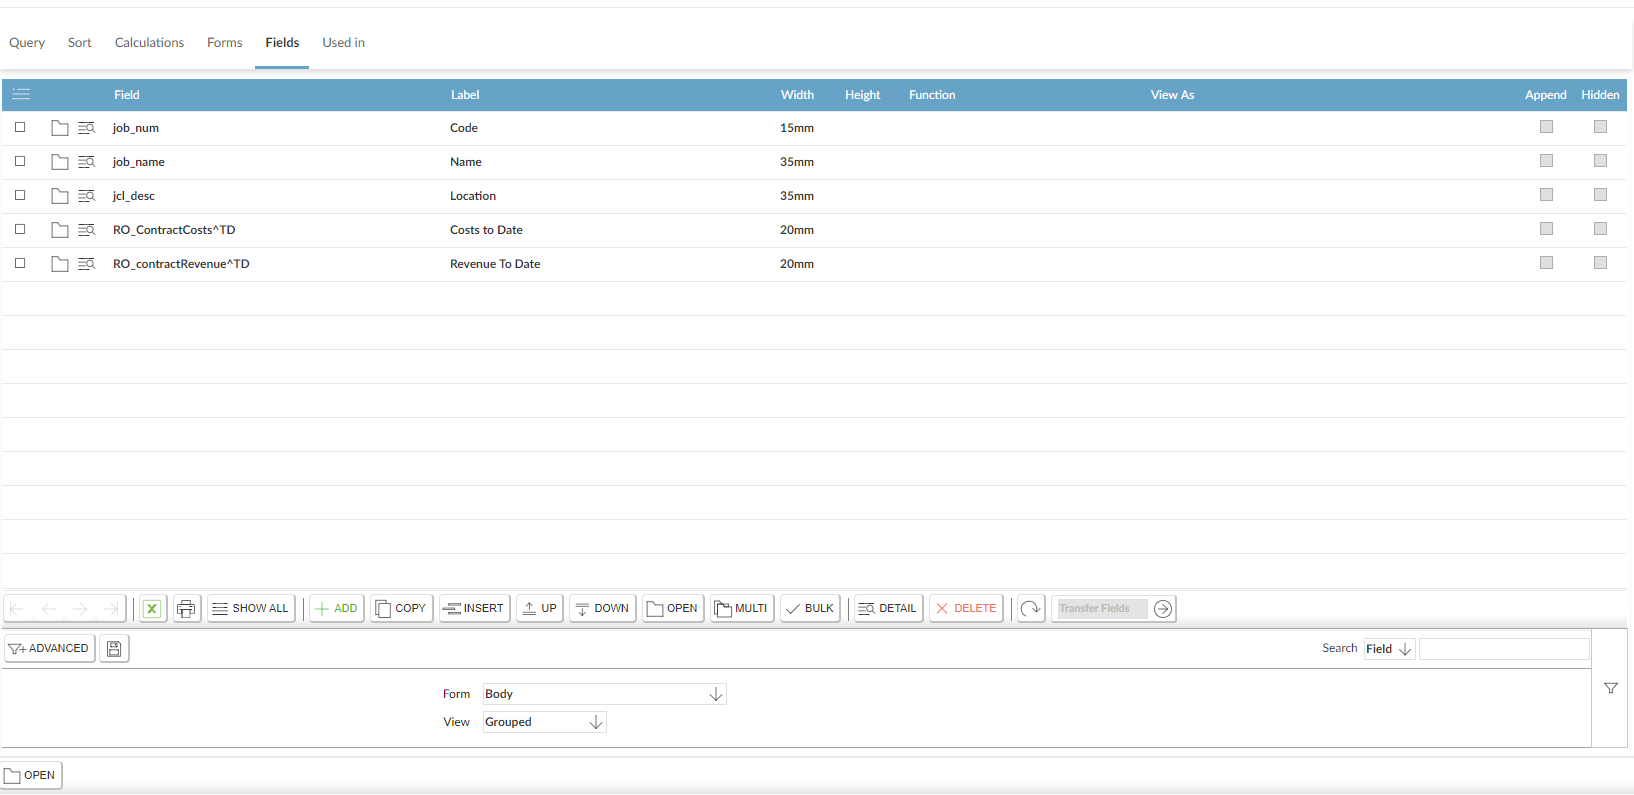 Query Sort Calculations Forms Fields Used in
Field Label Width Height Function View As Append Hidden
job_num Code 15mm
job_name Name 35mm
jcl_desc Location 35mm
RO_ContractCosts^TD Costs to Date 20mm
RO_contractRevenue^TD Revenue To Date 20mm
X SHOW ALL ADD COPY INSERT UP DOWN OPEN MULTI BULK DETAIL DELETE Transfer Fields
ADVANCED Search Field
Form Body
View Grouped
OPEN